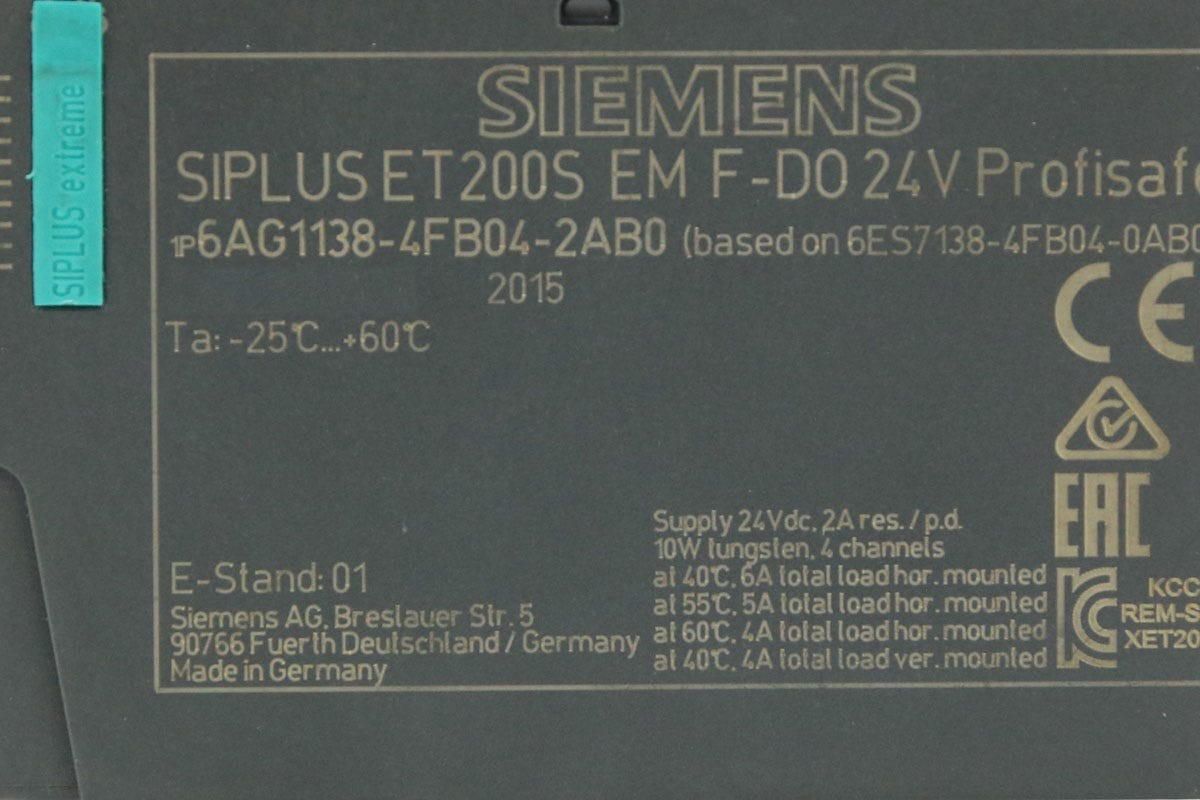 SIPLUS extreme
SIEMENS
SIPLUS ET200S EM F-DO 24V Profisafe
1P6AG1138-4FB04-2AB0 (based on 6ES7138-4FB04-0AB0
2015
Ta: -25℃...+60℃
CE
EAC
Supply 24Vdc, 2A res. / p.d.
10W tungsten, 4 channels
at 40℃, 6A total load hor. mounted
at 55℃, 5A total load hor. mounted
at 60℃, 4A total load hor. mounted
at 40℃, 4A total load ver. mounted
E-Stand: 01
Siemens AG, Breslauer Str. 5
90766 Fuerth Deutschland / Germany
Made in Germany
KCC
REM-S
XET20